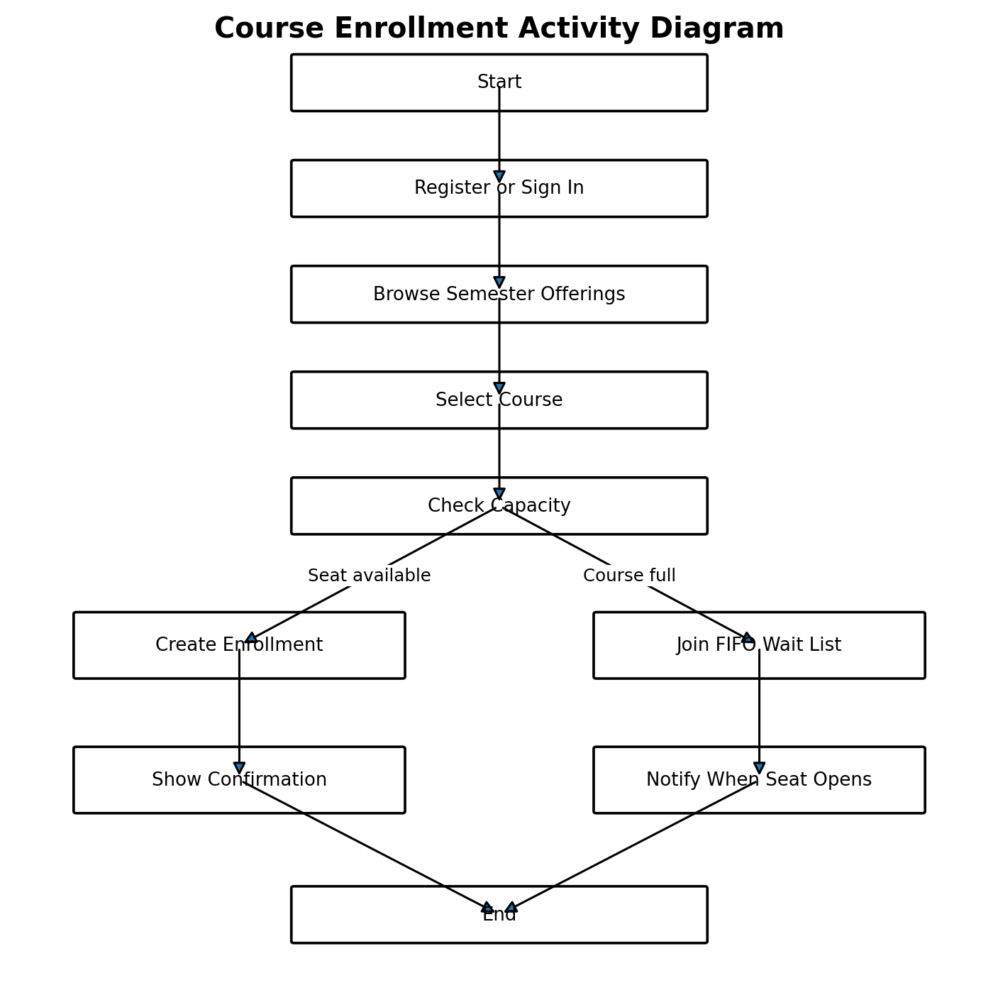 Course Enrollment Activity Diagram
Start
Register or Sign In
Browse Semester Offerings
Select Course
Check Capacity
Seat available
Course full
Create Enrollment
Join FIFO Wait List
Show Confirmation
Notify When Seat Opens
End